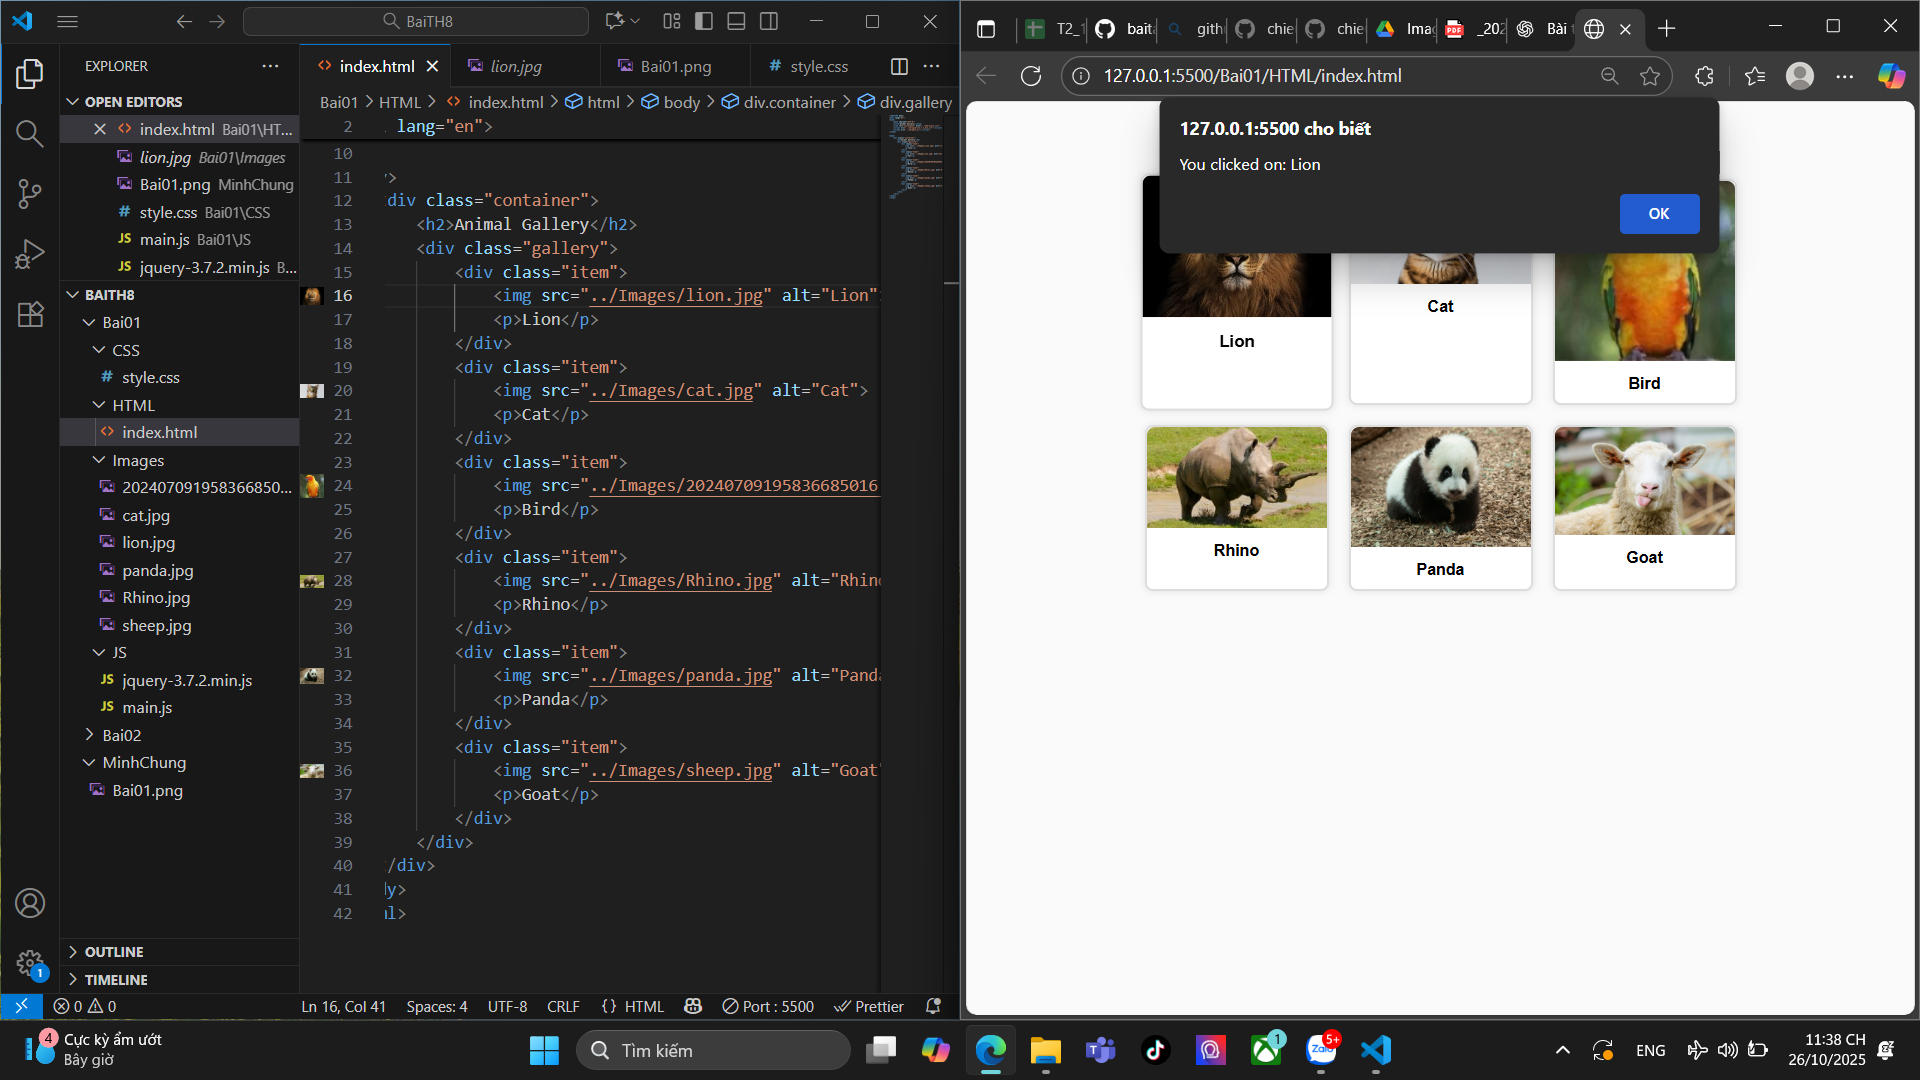 BaiTH8
EXPLORER
OPEN EDITORS
index.html Bai01\HT...
lion.jpg Bai01\Images
Bai01.png MinhChung
style.css Bai01\CSS
main.js Bai01\JS
jquery-3.7.2.min.js B...
BAITH8
Bai01
CSS
style.css
HTML
index.html
Images
202407091958366850...
cat.jpg
lion.jpg
panda.jpg
Rhino.jpg
sheep.jpg
JS
jquery-3.7.2.min.js
main.js
Bai02
MinhChung
Bai01.png
OUTLINE
TIMELINE
index.html
lion.jpg
Bai01.png
style.css
Bai01 > HTML > index.html > html > body > div.container > div.gallery
2 lang="en">
10
11 >
12 div class="container">
13 <h2>Animal Gallery</h2>
14 <div class="gallery">
15 <div class="item">
16 <img src="../Images/lion.jpg" alt="Lion"
17 <p>Lion</p>
18 </div>
19 <div class="item">
20 <img src="../Images/cat.jpg" alt="Cat">
21 <p>Cat</p>
22 </div>
23 <div class="item">
24 <img src="../Images/20240709195836685016
25 <p>Bird</p>
26 </div>
27 <div class="item">
28 <img src="../Images/Rhino.jpg" alt="Rhino
29 <p>Rhino</p>
30 </div>
31 <div class="item">
32 <img src="../Images/panda.jpg" alt="Panda
33 <p>Panda</p>
34 </div>
35 <div class="item">
36 <img src="../Images/sheep.jpg" alt="Goat"
37 <p>Goat</p>
38 </div>
39 </div>
40 /div>
41 dy>
42 ml>
0 0
Ln 16, Col 41
Spaces: 4
UTF-8
CRLF
{} HTML
Port : 5500
Prettier
1
T2_1
bait
gith
chie
chie
Ima
PDF
_202
Bài t
127.0.0.1:5500/Bai01/HTML/index.html
127.0.0.1:5500 cho biết
You clicked on: Lion
OK
Lion
Cat
Bird
Rhino
Panda
Goat
4
Cực kỳ ẩm ướt
Bây giờ
Tìm kiếm
1
Zalo
5+
ENG
11:38 CH
26/10/2025